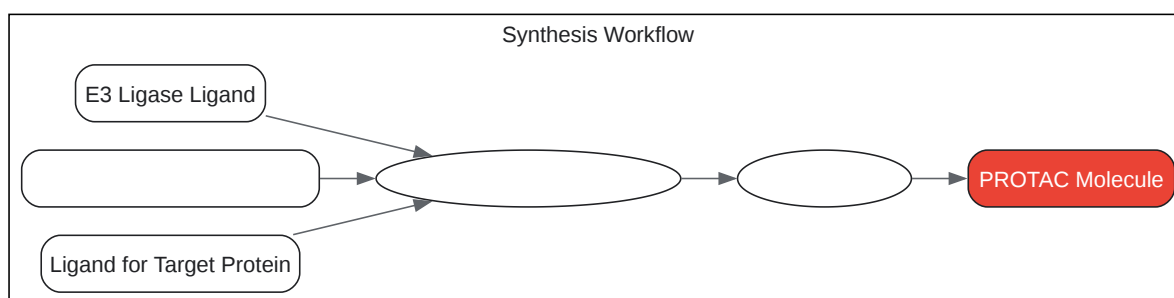 Synthesis Workflow
E3 Ligase Ligand
Ligand for Target Protein
PROTAC Molecule